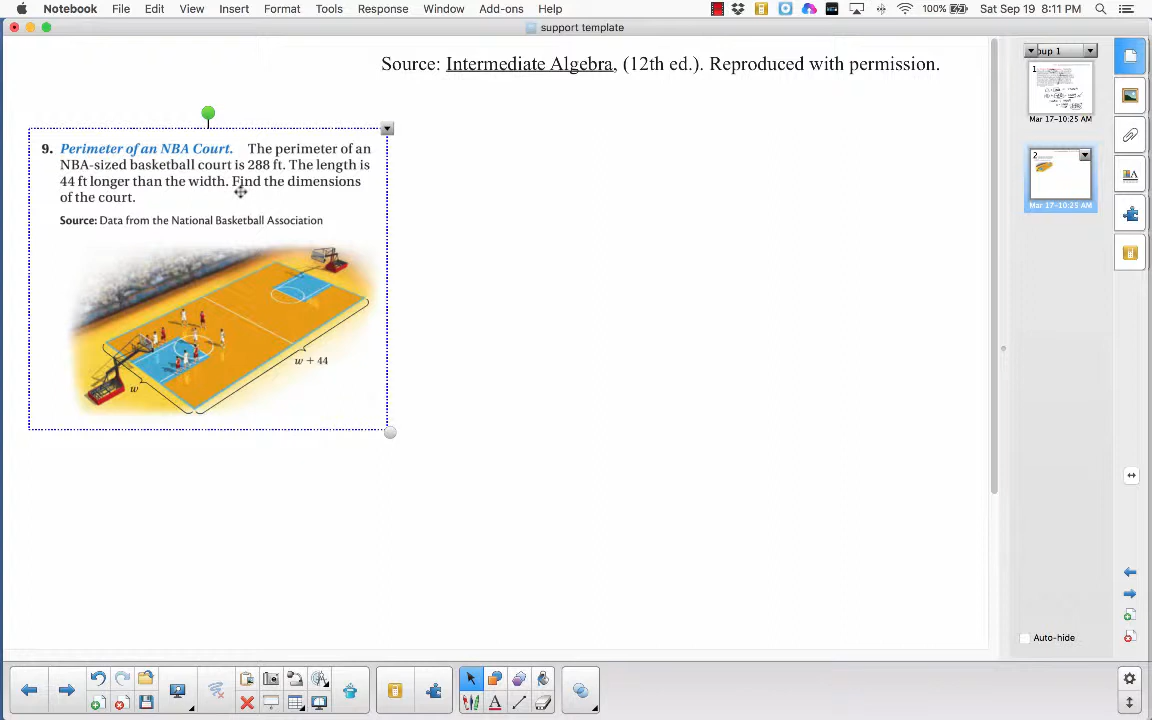 Notebook File Edit View Insert Format Tools Response Window Add-ons Help 100% Sat Sep 19 8:11 PM
support template
Source: Intermediate Algebra, (12th ed.). Reproduced with permission.
9. Perimeter of an NBA Court. The perimeter of an
NBA-sized basketball court is 288 ft. The length is
44 ft longer than the width. Find the dimensions
of the court.
Source: Data from the National Basketball Association
w + 44
w
1
Mar 17–10:25 AM
2
Mar 17–10:25 AM
Auto-hide